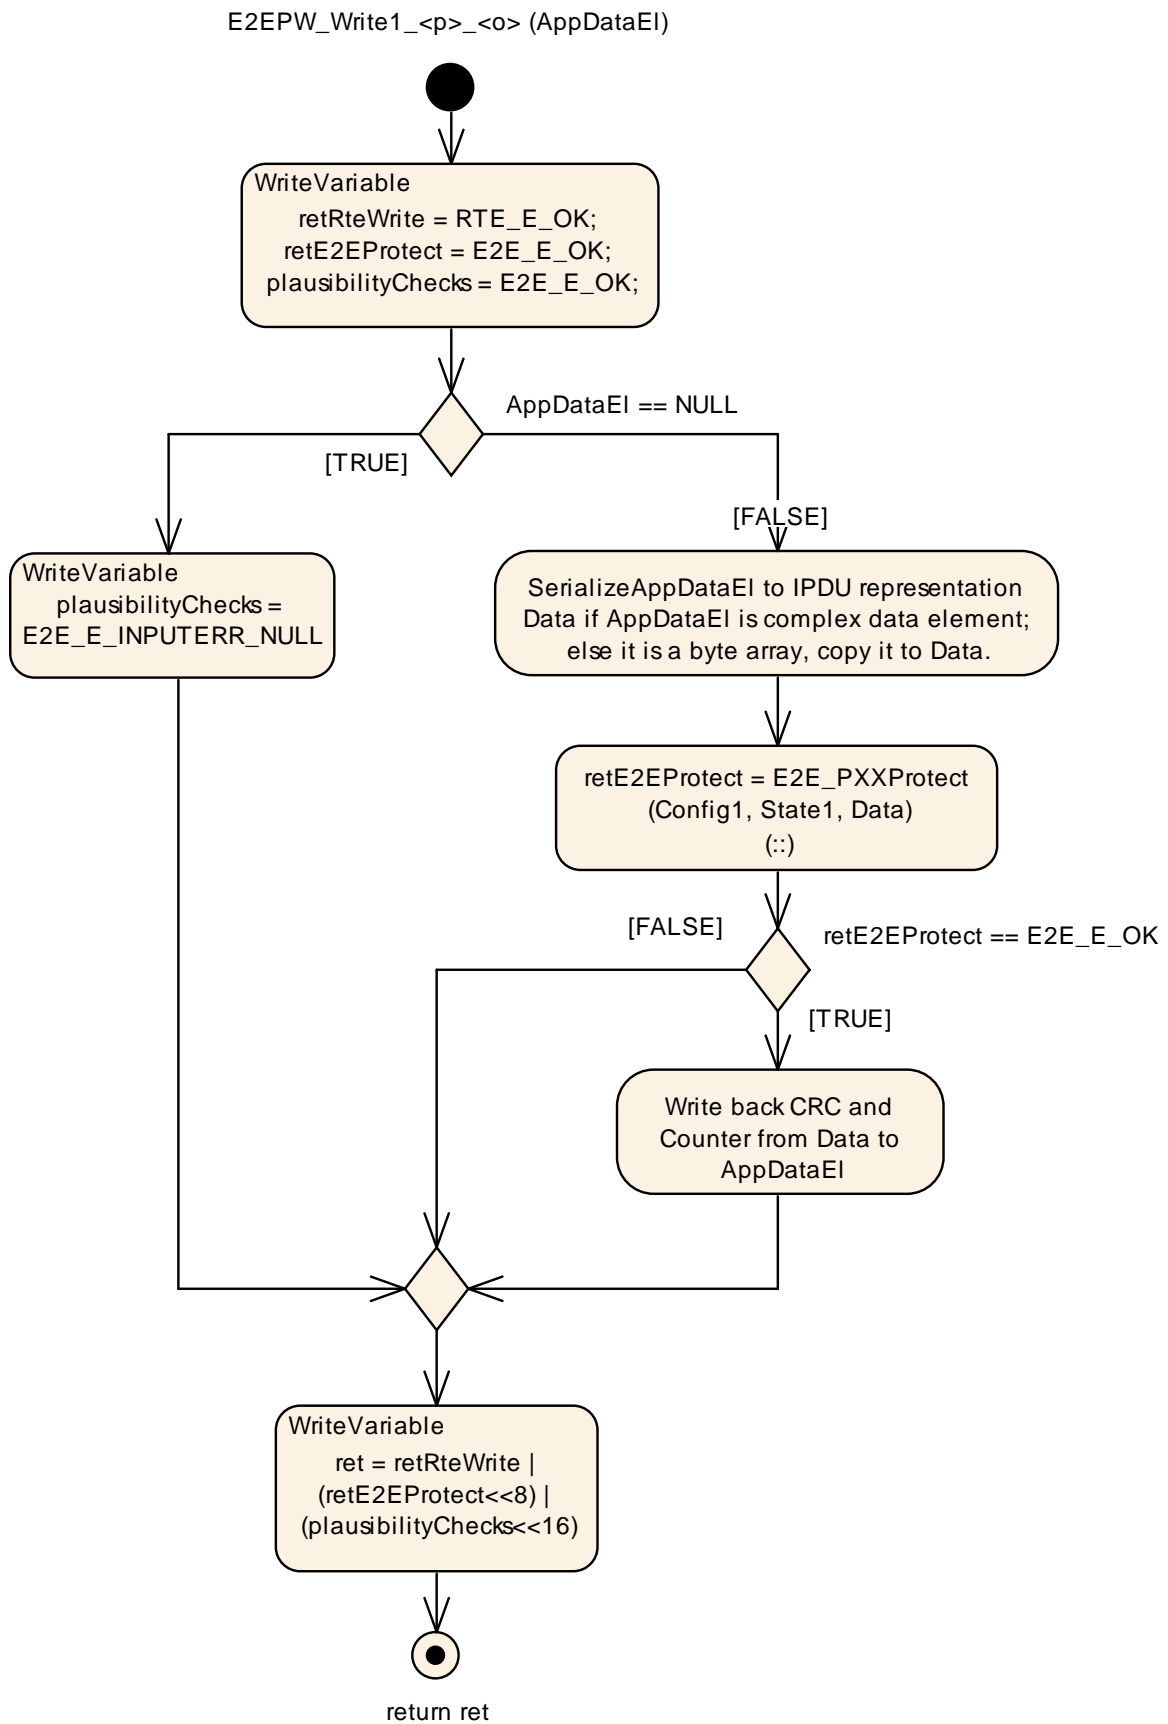 E2EPW_Write1_<p>_<o> (AppDataEl)
WriteVariable
retRteWrite = RTE_E_OK;
retE2EProtect = E2E_E_OK;
plausibilityChecks = E2E_E_OK;
AppDataEl == NULL
[TRUE]
[FALSE]
WriteVariable
plausibilityChecks =
E2E_E_INPUTERR_NULL
SerializeAppDataEl to IPDU representation
Data if AppDataEl is complex data element;
else it is a byte array, copy it to Data.
retE2EProtect = E2E_PXXProtect
(Config1, State1, Data)
(::)
[FALSE]
retE2EProtect == E2E_E_OK
[TRUE]
Write back CRC and
Counter from Data to
AppDataEl
WriteVariable
ret = retRteWrite |
(retE2EProtect<<8) |
(plausibilityChecks<<16)
return ret